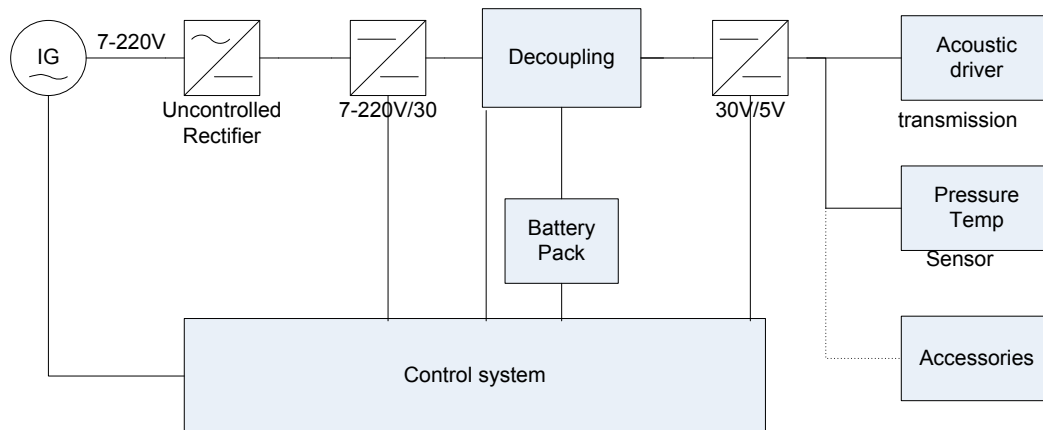 IG
7-220V
Uncontrolled
Rectifier
7-220V/30
Decoupling
30V/5V
Acoustic
driver
transmission
Battery
Pack
Pressure
Temp
Sensor
Control system
Accessories